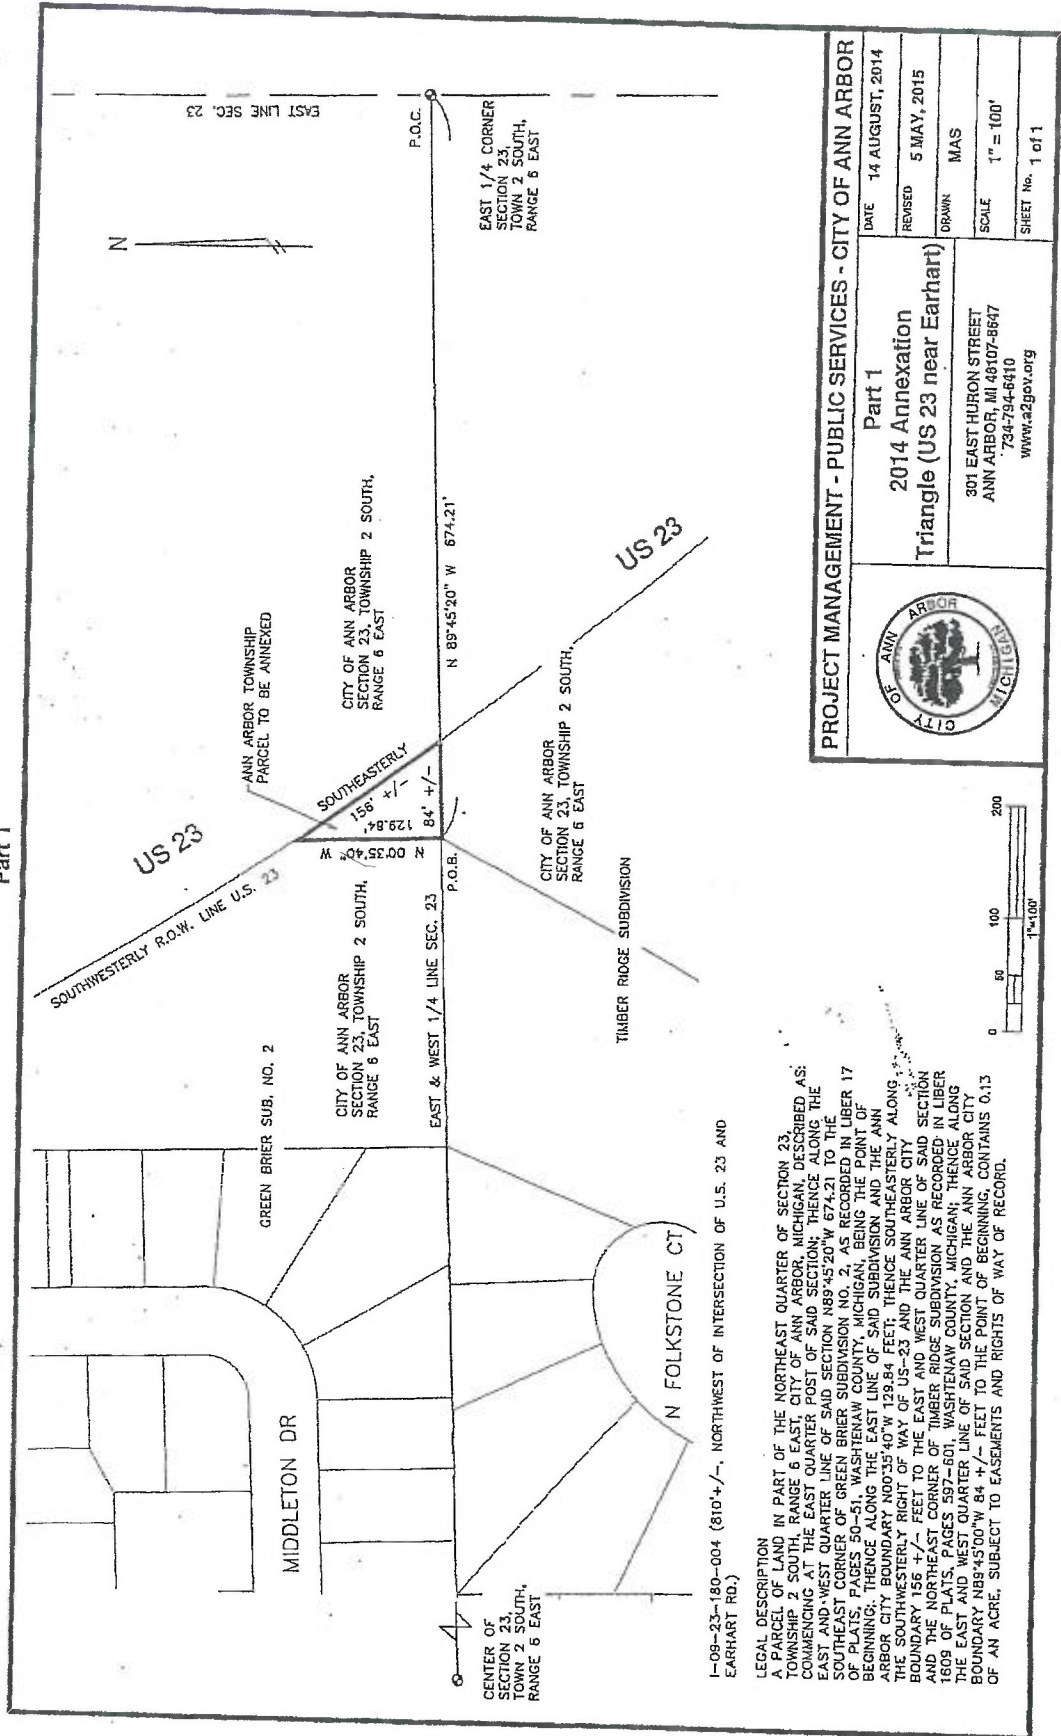 Part 1
EAST LINE SEC. 23
N
P.O.C.
EAST 1/4 CORNER
SECTION 23,
TOWN 2 SOUTH,
RANGE 6 EAST
US 23
SOUTHWESTERLY R.O.W. LINE U.S. 23
ANN ARBOR TOWNSHIP
PARCEL TO BE ANNEXED
SOUTHEASTERLY
156' +/-
129.84'
N 00°35'40" W
84' +/-
CITY OF ANN ARBOR
SECTION 23, TOWNSHIP 2 SOUTH,
RANGE 6 EAST
N 89°45'20" W 674.21'
US 23
CITY OF ANN ARBOR
SECTION 23, TOWNSHIP 2 SOUTH,
RANGE 6 EAST
P.O.B.
CITY OF ANN ARBOR
SECTION 23, TOWNSHIP 2 SOUTH,
RANGE 6 EAST
EAST & WEST 1/4 LINE SEC. 23
TIMBER RIDGE SUBDIVISION
GREEN BRIER SUB. NO. 2
MIDDLETON DR
N FOLKSTONE CT
CENTER OF
SECTION 23,
TOWN 2 SOUTH,
RANGE 6 EAST
1-09-23-180-004 (810'+/-, NORTHWEST OF INTERSECTION OF U.S. 23 AND
EARHART RD.)
LEGAL DESCRIPTION
A PARCEL OF LAND IN PART OF THE NORTHEAST QUARTER OF SECTION 23,
TOWNSHIP 2 SOUTH, RANGE 6 EAST, CITY OF ANN ARBOR, MICHIGAN, DESCRIBED AS:
COMMENCING AT THE EAST QUARTER POST OF SAID SECTION; THENCE ALONG THE
EAST AND WEST QUARTER LINE OF SAID SECTION N89°45'20"W 674.21 TO THE
SOUTHEAST CORNER OF GREEN BRIER SUBDIVISION NO. 2, AS RECORDED IN LIBER 17
OF PLATS, PAGES 50-51, WASHTENAW COUNTY, MICHIGAN, BEING THE POINT OF
BEGINNING; THENCE ALONG THE EAST LINE OF SAID SUBDIVISION AND THE ANN
ARBOR CITY BOUNDARY N00°35'40"W 129.84 FEET; THENCE SOUTHEASTERLY ALONG
THE SOUTHWESTERLY RIGHT OF WAY OF US-23 AND THE ANN ARBOR CITY
BOUNDARY 156 +/- FEET TO THE EAST AND WEST QUARTER LINE OF SAID SECTION
AND THE NORTHEAST CORNER OF TIMBER RIDGE SUBDIVISION AS RECORDED IN LIBER
1609 OF PLATS, PAGES 597-601, WASHTENAW COUNTY, MICHIGAN; THENCE ALONG
THE EAST AND WEST QUARTER LINE OF SAID SECTION AND THE ANN ARBOR CITY
BOUNDARY N89°45'00"W 84 +/- FEET TO THE POINT OF BEGINNING, CONTAINS 0.13
OF AN ACRE, SUBJECT TO EASEMENTS AND RIGHTS OF WAY OF RECORD.
0 50 100 200
1"=100'
PROJECT MANAGEMENT - PUBLIC SERVICES - CITY OF ANN ARBOR
CITY OF ANN ARBOR
MICHIGAN
Part 1
2014 Annexation
Triangle (US 23 near Earhart)
301 EAST HURON STREET
ANN ARBOR, MI 48107-8647
734-794-6410
www.a2gov.org
DATE 14 AUGUST, 2014
REVISED 5 MAY, 2015
DRAWN MAS
SCALE 1" = 100'
SHEET No. 1 of 1